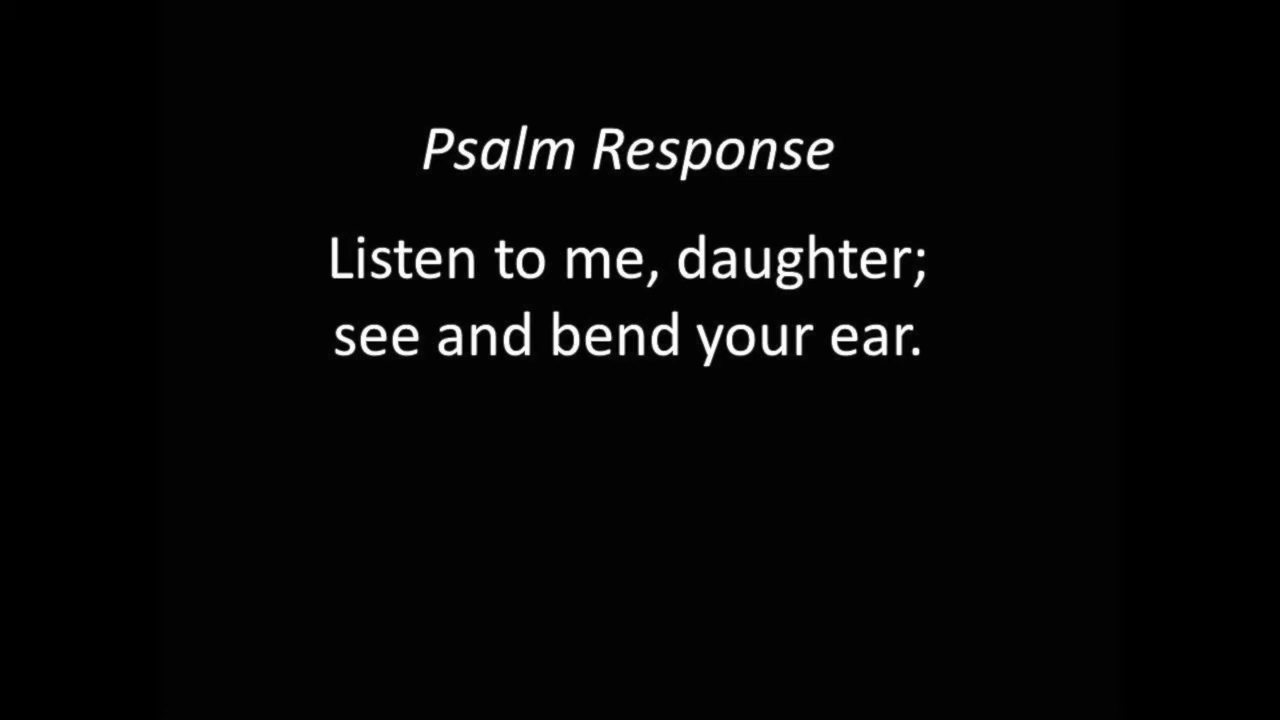 Psalm Response
Listen to me, daughter;
see and bend your ear.